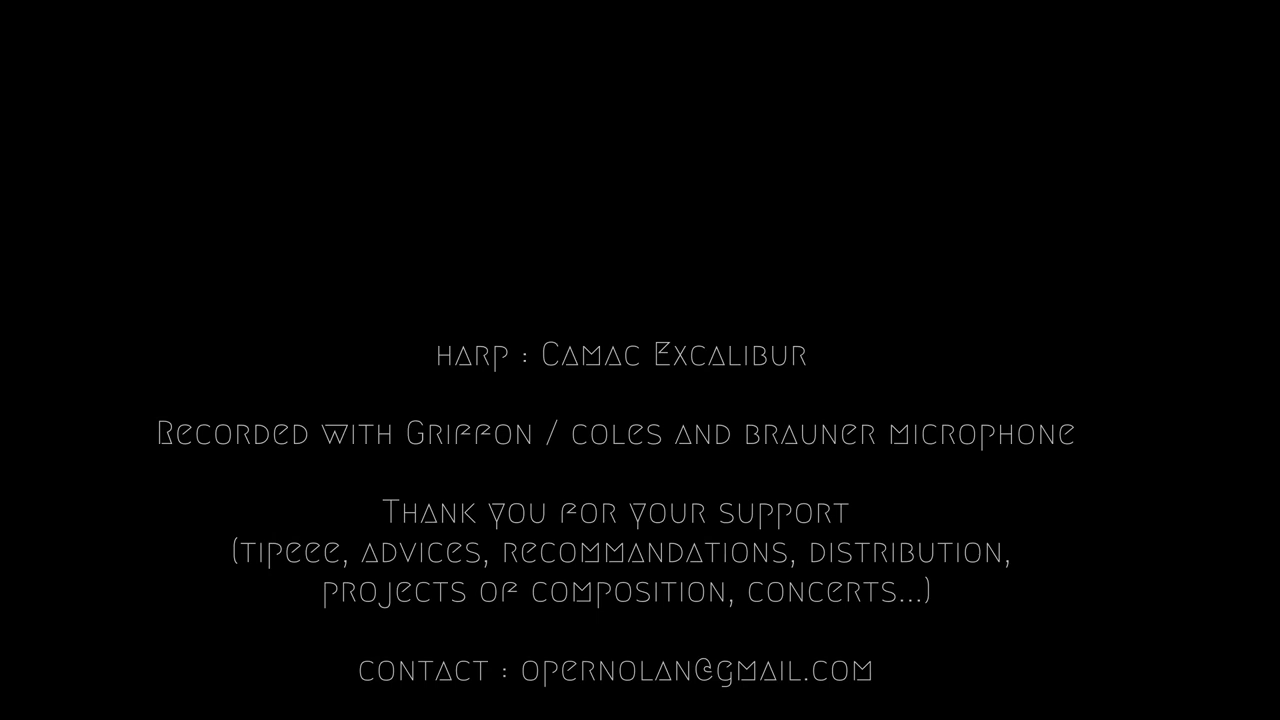 harp : Camac Excalibur
Recorded with Griffon / coles and brauner microphone
Thank you for your support
(tipeee, advices, recommandations, distribution,
projects of composition, concerts...)
contact : opernolan@gmail.com